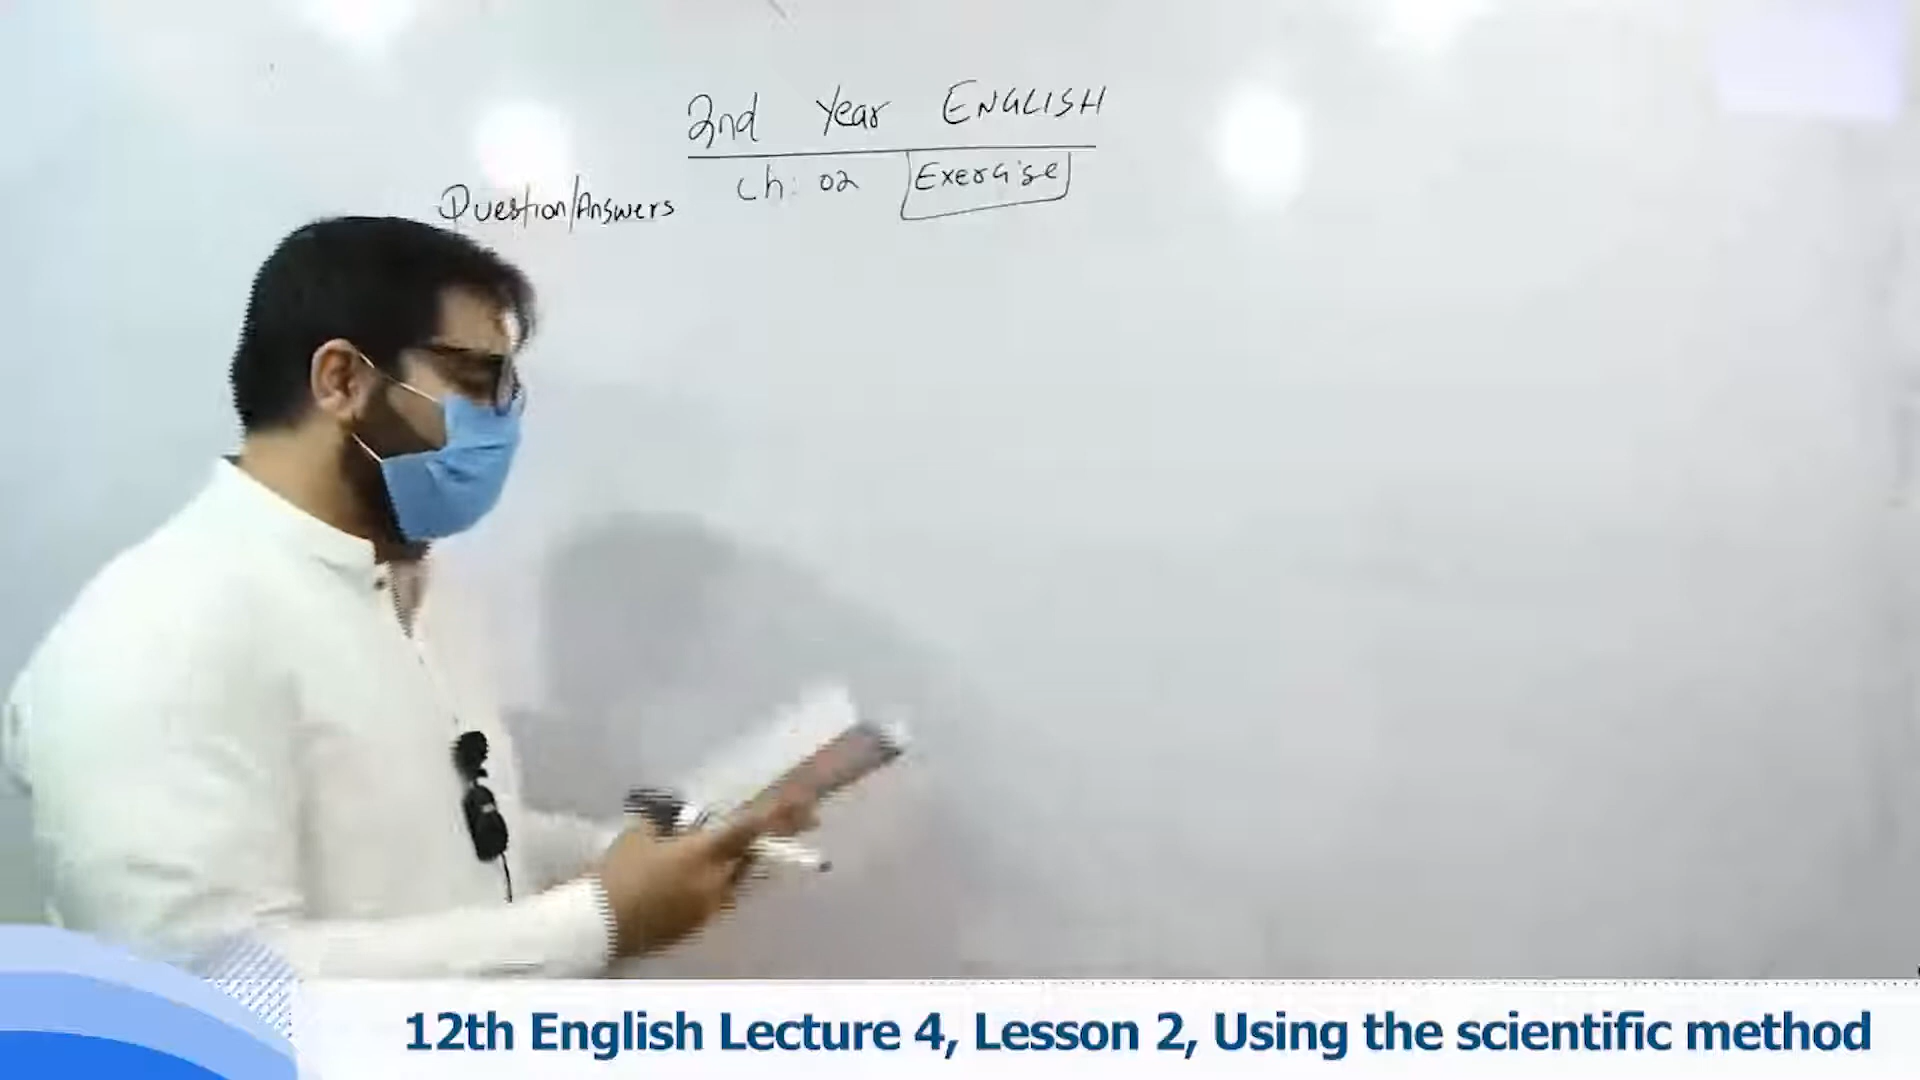 2nd Year ENGLISH
Ch: 02 Exercise
Question/Answers
12th English Lecture 4, Lesson 2, Using the scientific method